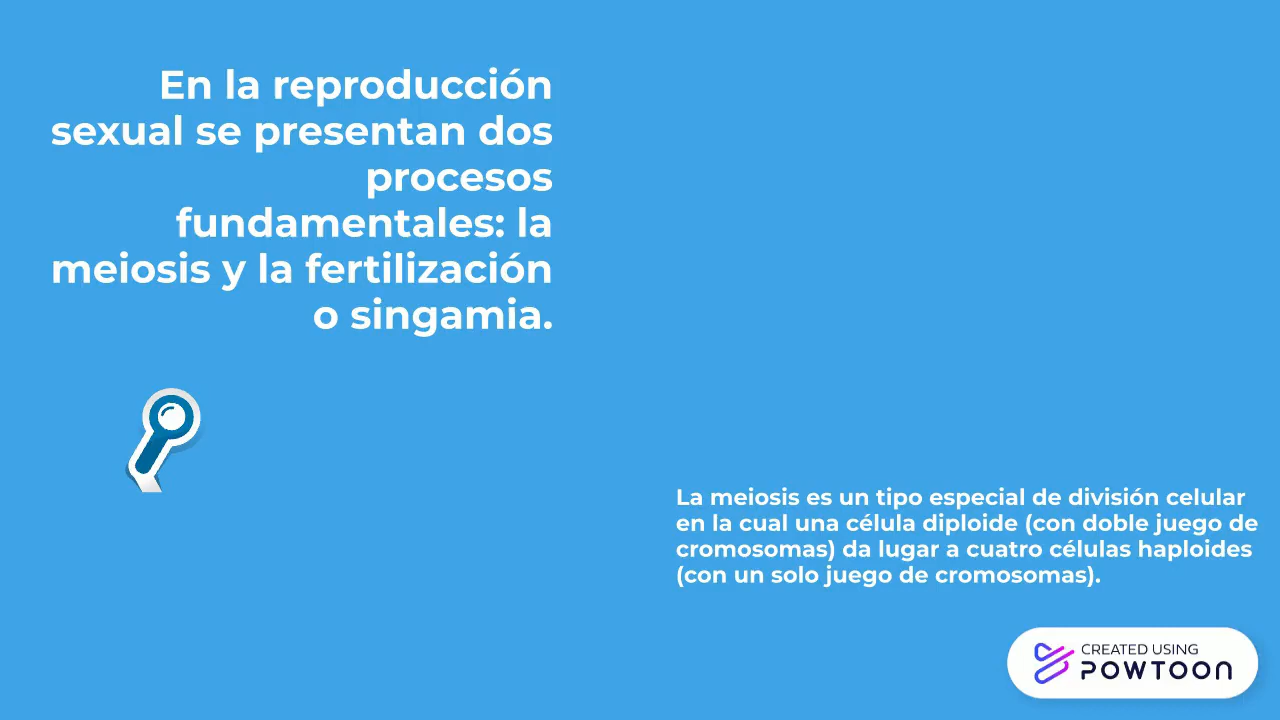 En la reproducción
sexual se presentan dos
procesos
fundamentales: la
meiosis y la fertilización
o singamia.
La meiosis es un tipo especial de división celular
en la cual una célula diploide (con doble juego de
cromosomas) da lugar a cuatro células haploides
(con un solo juego de cromosomas).
CREATED USING
POWTOON